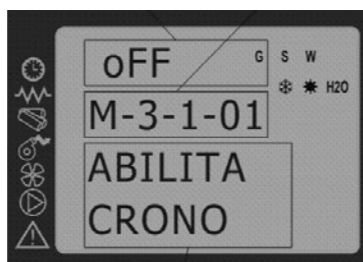 oFF G S W
H2O
M-3-1-01
ABILITA
CRONO